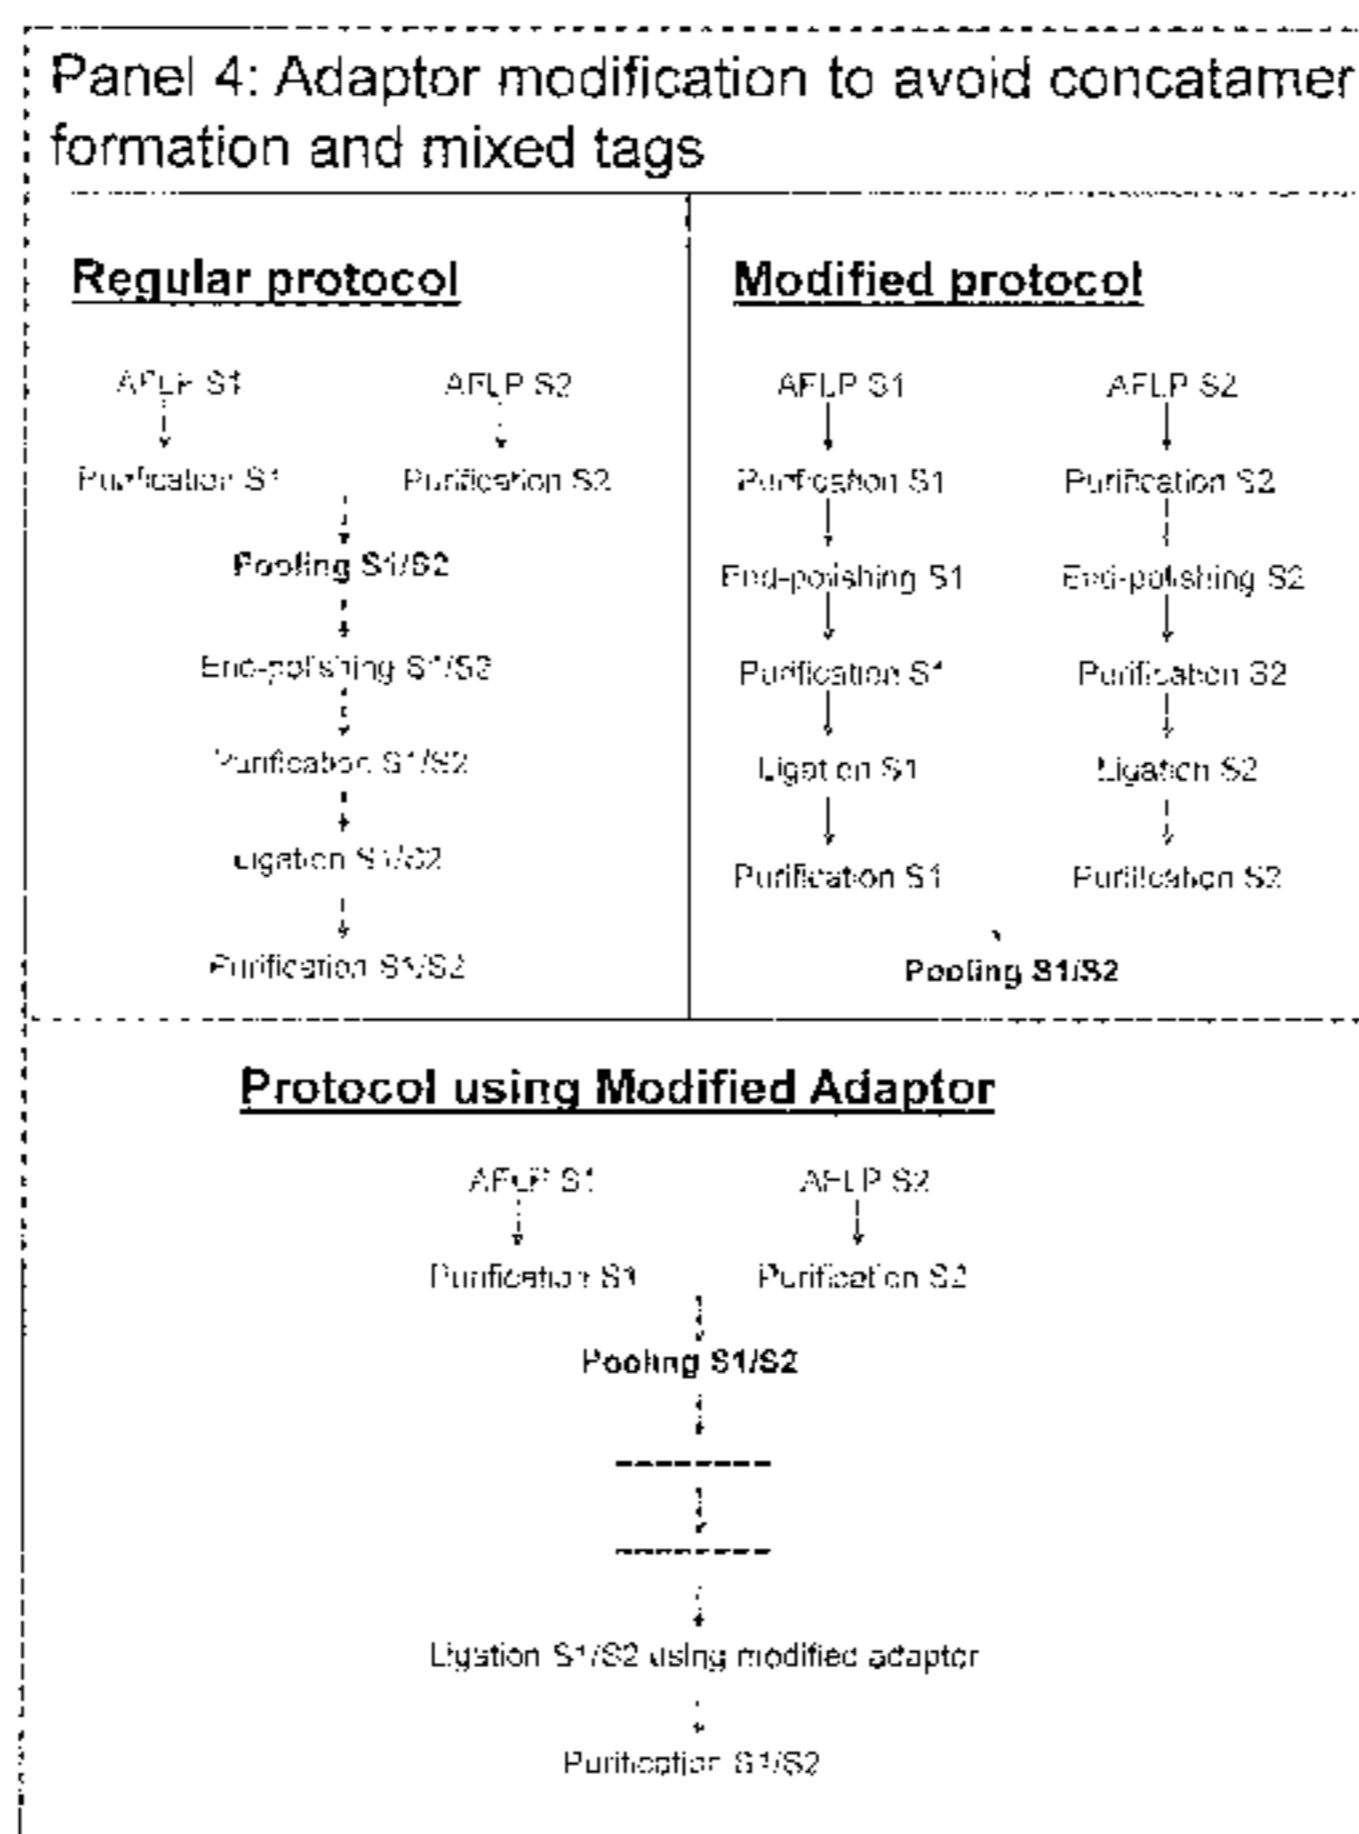 Panel 4: Adaptor modification to avoid concatamer
formation and mixed tags
Regular protocol
AFLP S1 AFLP S2
Purification S1 Purification S2
Pooling S1/S2
End-polishing S1/S2
Purification S1/S2
Ligation S1/S2
Purification S1/S2
Modified protocol
AFLP S1 AFLP S2
Purification S1 Purification S2
End-polishing S1 End-polishing S2
Purification S1 Purification S2
Ligation S1 Ligation S2
Purification S1 Purification S2
Pooling S1/S2
Protocol using Modified Adaptor
AFLP S1 AFLP S2
Purification S1 Purification S2
Pooling S1/S2
--------
--------
Ligation S1/S2 using modified adaptor
Purification S1/S2